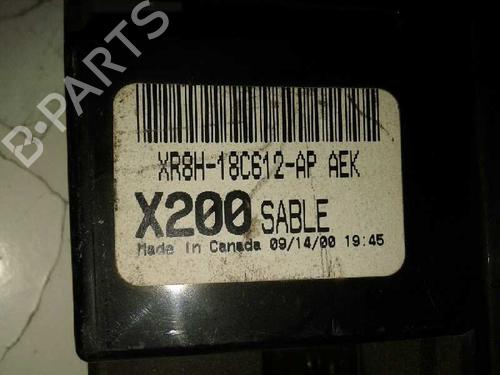 B-PARTS
XR8H-18C612-AP AEK
X200 SABLE
Made in Canada 09/14/00 19:45